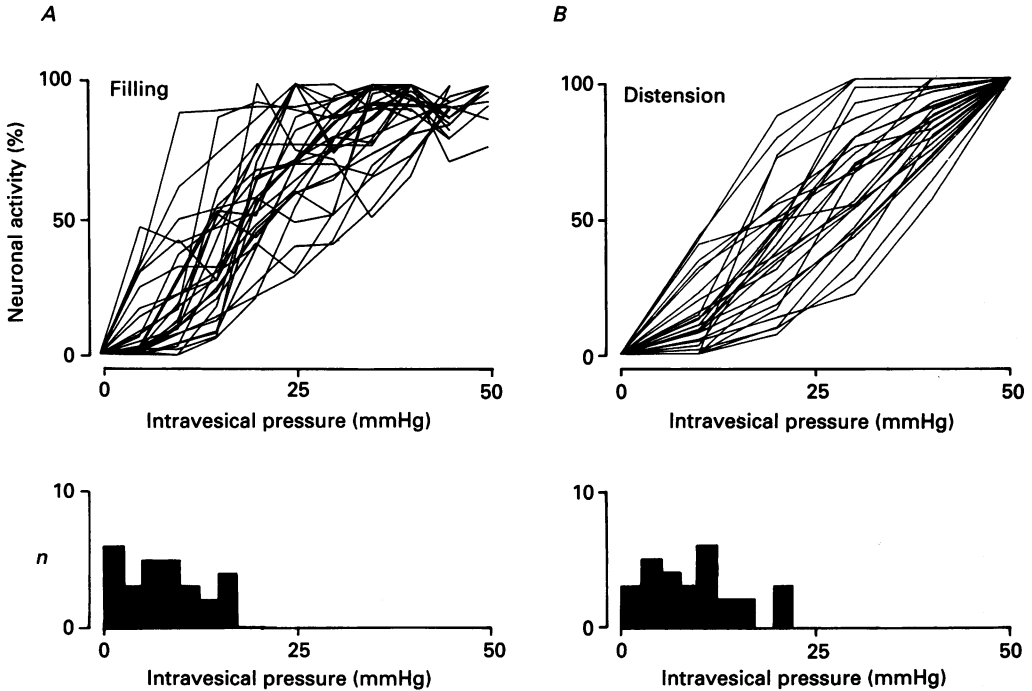 A
B
Neuronal activity (%)
100
50
0
Filling
0 25 50
Intravesical pressure (mmHg)
100
50
0
Distension
0 25 50
Intravesical pressure (mmHg)
n
10
0
0 25 50
Intravesical pressure (mmHg)
10
0
0 25 50
Intravesical pressure (mmHg)